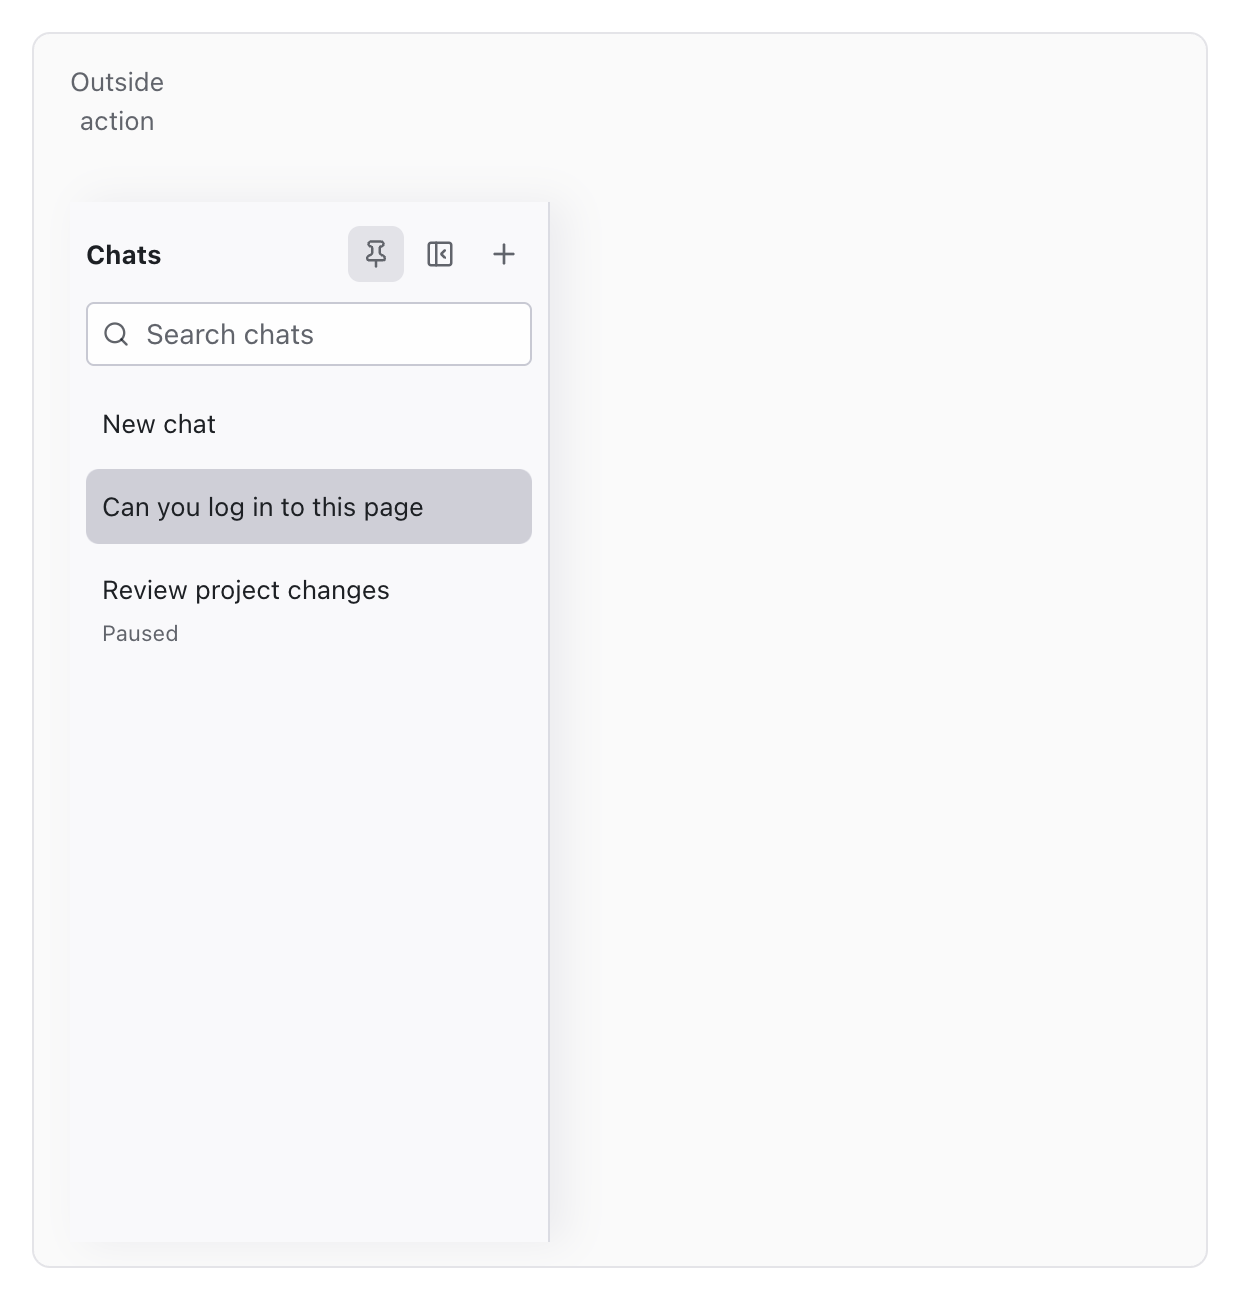 Outside
action
Chats
Search chats
New chat
Can you log in to this page
Review project changes
Paused